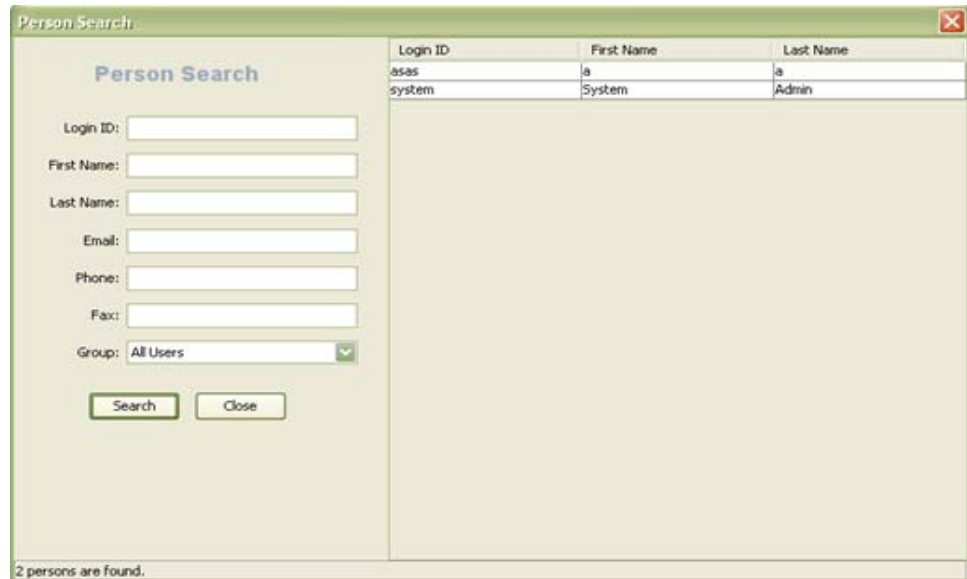 Person Search
Person Search
Login ID:
First Name:
Last Name:
Email:
Phone:
Fax:
Group: All Users
Search Close
Login ID First Name Last Name
asas a a
system System Admin
2 persons are found.